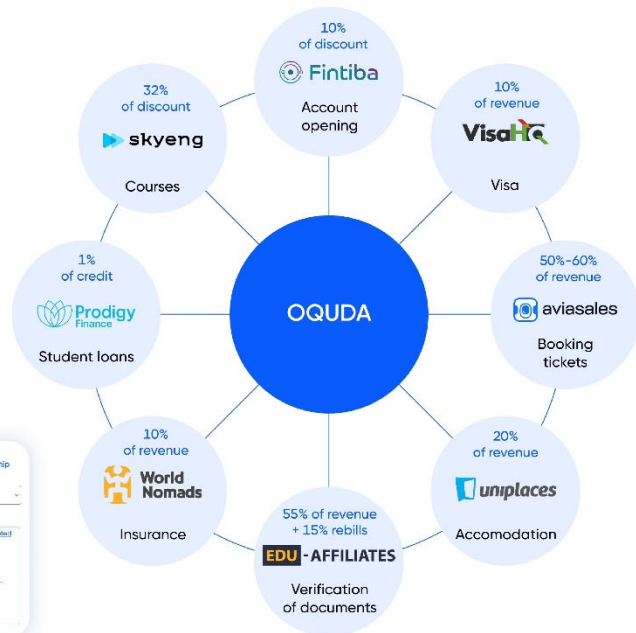 10%
of discount
Fintiba
Account
opening
32%
of discount
skyeng
Courses
10%
of revenue
VisaHQ
Visa
1%
of credit
Prodigy
Finance
Student loans
OQUDA
50%-60%
of revenue
aviasales
Booking
tickets
10%
of revenue
World
Nomads
Insurance
20%
of revenue
uniplaces
Accomodation
55% of revenue
+ 15% rebills
EDU-AFFILIATES
Verification
of documents